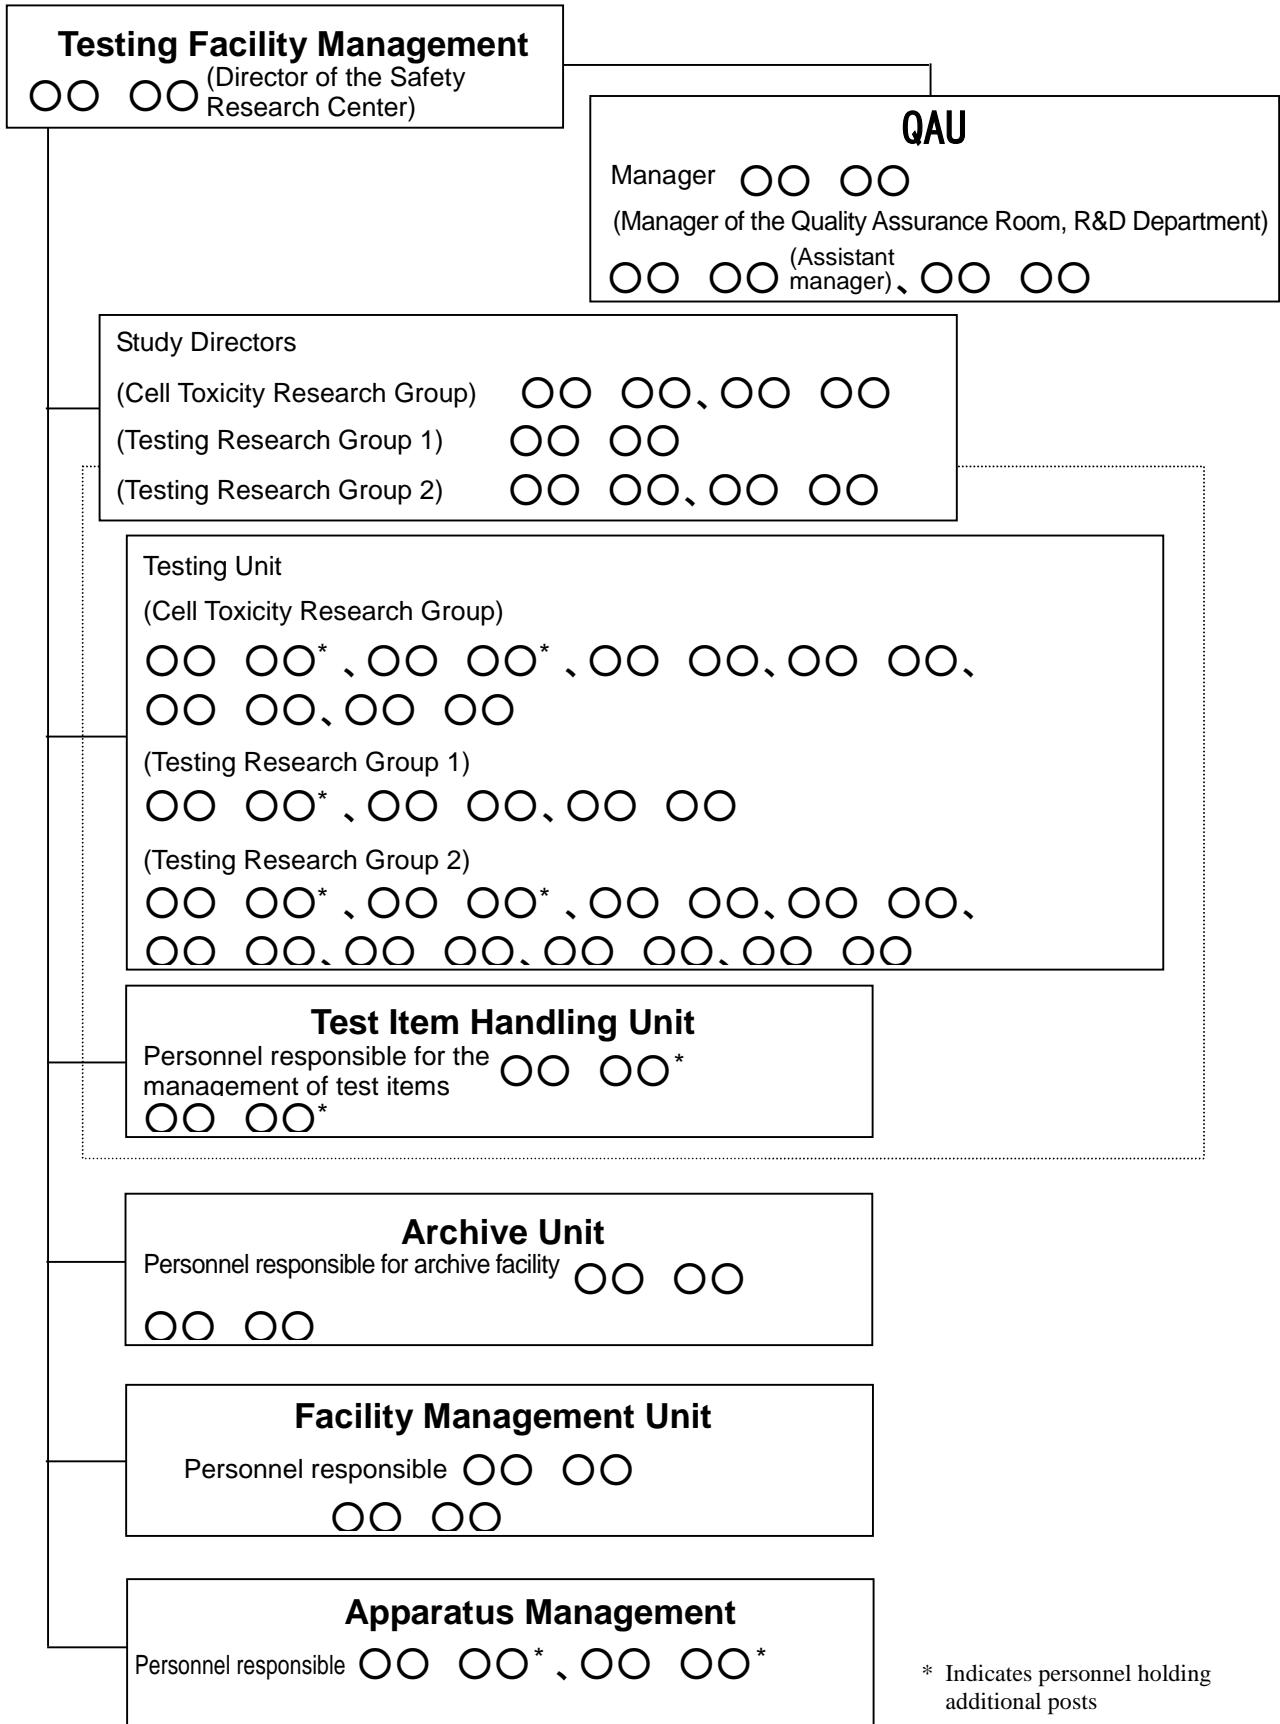 Testing Facility Management
○○ ○○ (Director of the Safety
Research Center)
QAU
Manager ○○ ○○
(Manager of the Quality Assurance Room, R&D Department)
○○ ○○ (Assistant
manager)、○○ ○○
Study Directors
(Cell Toxicity Research Group) ○○ ○○、○○ ○○
(Testing Research Group 1) ○○ ○○
(Testing Research Group 2) ○○ ○○、○○ ○○
Testing Unit
(Cell Toxicity Research Group)
○○ ○○*、○○ ○○*、○○ ○○、○○ ○○、
○○ ○○、○○ ○○
(Testing Research Group 1)
○○ ○○*、○○ ○○、○○ ○○
(Testing Research Group 2)
○○ ○○*、○○ ○○*、○○ ○○、○○ ○○、
○○ ○○、○○ ○○、○○ ○○、○○ ○○
Test Item Handling Unit
Personnel responsible for the
management of test items ○○ ○○*
○○ ○○*
Archive Unit
Personnel responsible for archive facility ○○ ○○
○○ ○○
Facility Management Unit
Personnel responsible ○○ ○○
○○ ○○
Apparatus Management
Personnel responsible ○○ ○○*、○○ ○○*
* Indicates personnel holding
additional posts